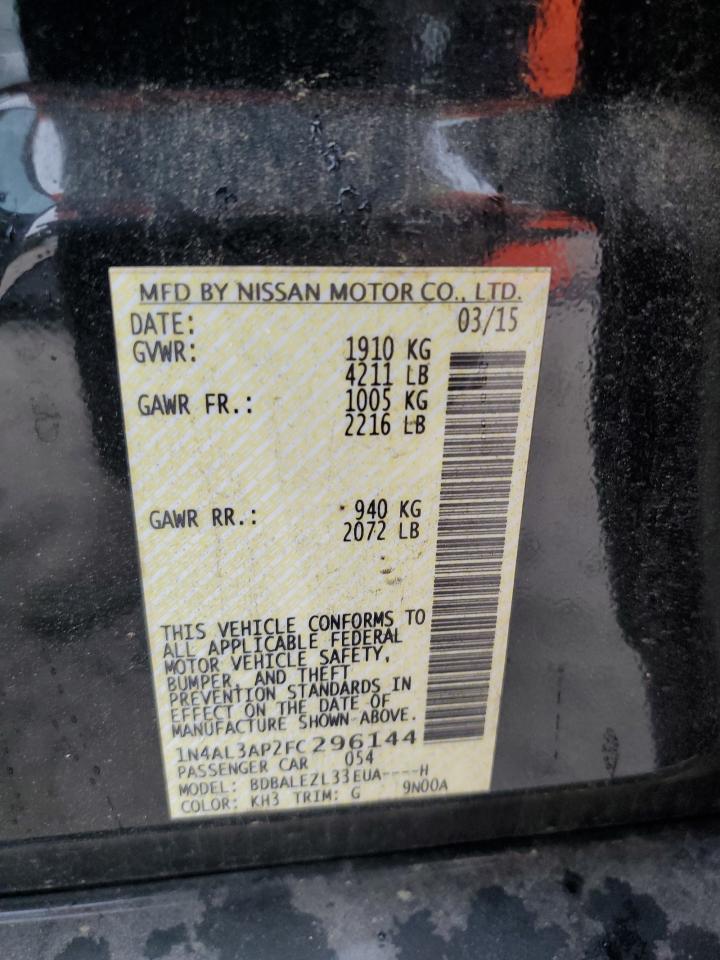 MFD BY NISSAN MOTOR CO., LTD.
DATE: 03/15
GVWR: 1910 KG
4211 LB
GAWR FR.: 1005 KG
2216 LB
GAWR RR.: 940 KG
2072 LB
THIS VEHICLE CONFORMS TO
ALL APPLICABLE FEDERAL
MOTOR VEHICLE SAFETY,
BUMPER, AND THEFT
PREVENTION STANDARDS IN
EFFECT ON THE DATE OF
MANUFACTURE SHOWN ABOVE.
1N4AL3AP2FC296144
PASSENGER CAR 054
MODEL: BDBALEZL33EUA----H
COLOR: KH3 TRIM: G 9N00A